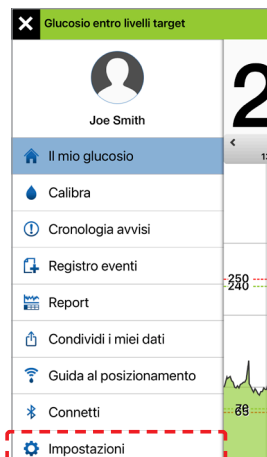 Glucosio entro livelli target
2
Joe Smith
Il mio glucosio
Calibra
Cronologia avvisi
Registro eventi
250
240
Report
Condividi i miei dati
Guida al posizionamento
Connetti
Impostazioni